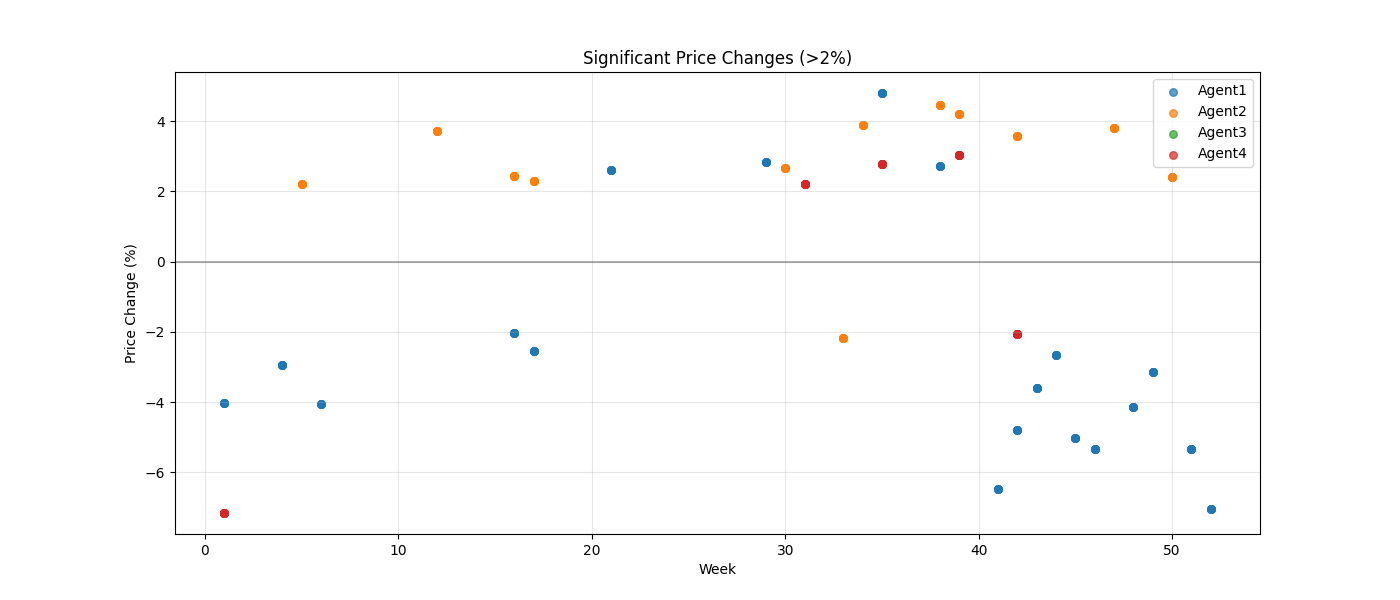 Significant Price Changes (>2%)
Agent1
Agent2
Agent3
Agent4
Price Change (%)
4
2
0
−2
−4
−6
0 10 20 30 40 50
Week